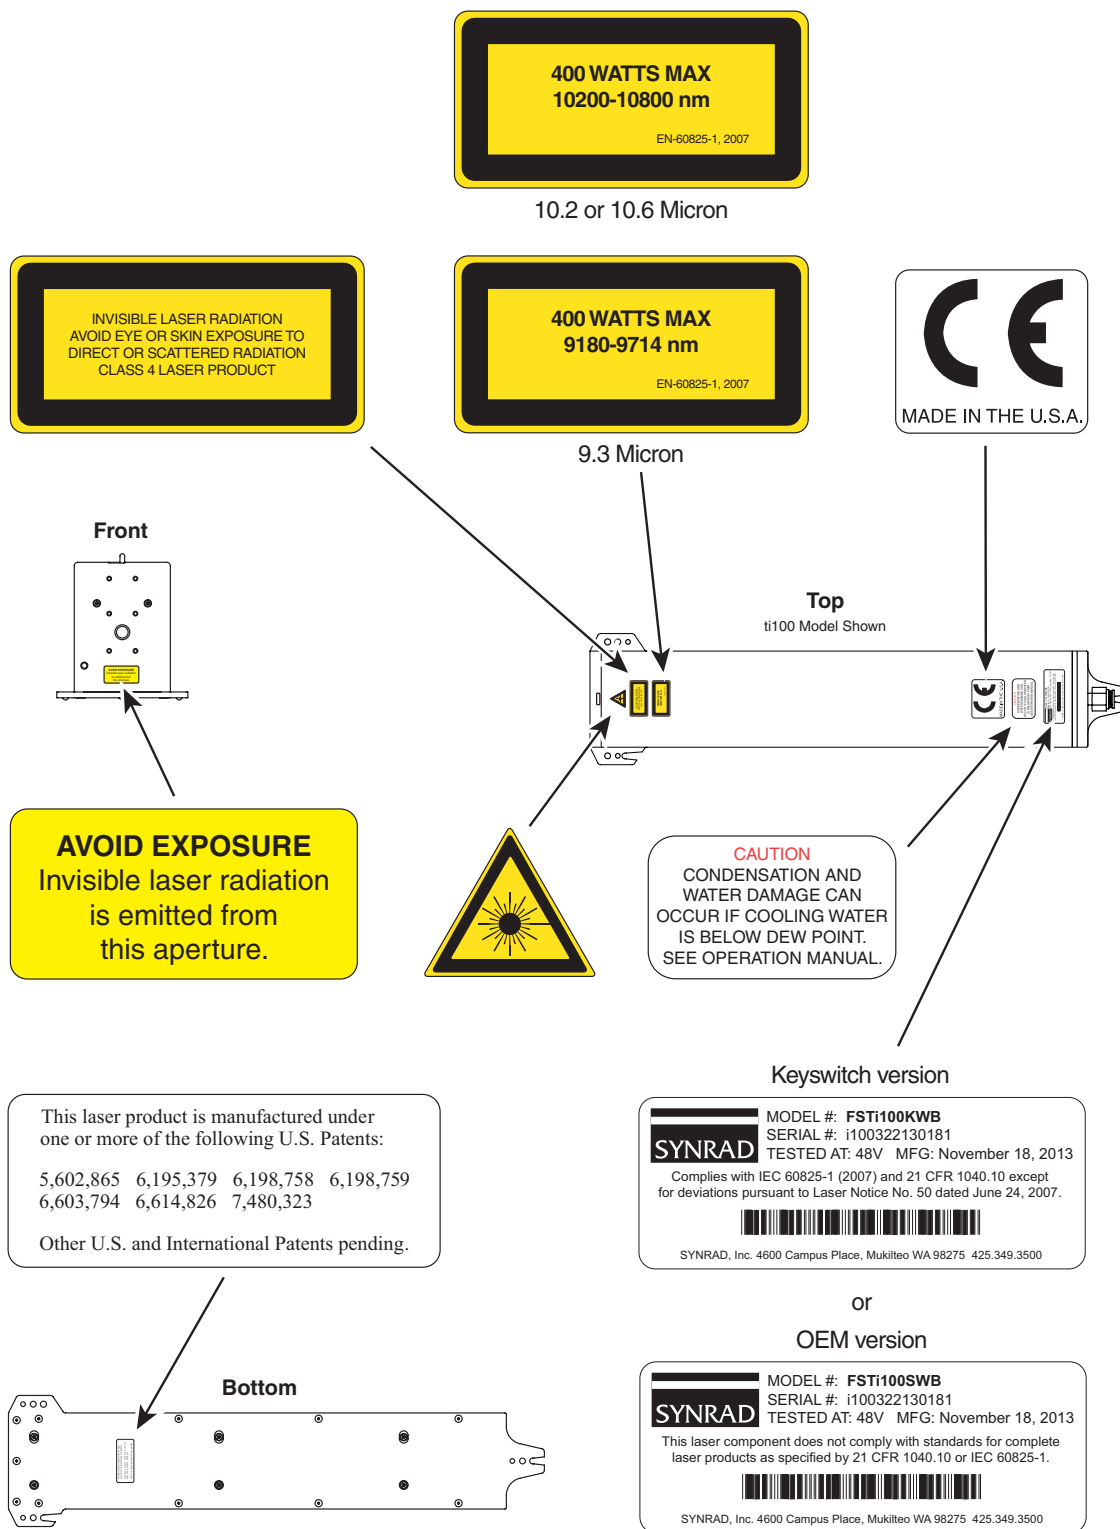 400 WATTS MAX
10200-10800 nm
EN-60825-1, 2007
10.2 or 10.6 Micron
INVISIBLE LASER RADIATION
AVOID EYE OR SKIN EXPOSURE TO
DIRECT OR SCATTERED RADIATION
CLASS 4 LASER PRODUCT
400 WATTS MAX
9180-9714 nm
EN-60825-1, 2007
9.3 Micron
CE
MADE IN THE U.S.A.
Front
AVOID EXPOSURE
Top
ti100 Model Shown
CE
MADE IN THE U.S.A.
AVOID EXPOSURE
Invisible laser radiation
is emitted from
this aperture.
CAUTION
CONDENSATION AND
WATER DAMAGE CAN
OCCUR IF COOLING WATER
IS BELOW DEW POINT.
SEE OPERATION MANUAL.
Keyswitch version
SYNRAD
MODEL #: FSTi100KWB
SERIAL #: i100322130181
TESTED AT: 48V MFG: November 18, 2013
Complies with IEC 60825-1 (2007) and 21 CFR 1040.10 except
for deviations pursuant to Laser Notice No. 50 dated June 24, 2007.
SYNRAD, Inc. 4600 Campus Place, Mukilteo WA 98275 425.349.3500
or
OEM version
SYNRAD
MODEL #: FSTi100SWB
SERIAL #: i100322130181
TESTED AT: 48V MFG: November 18, 2013
This laser component does not comply with standards for complete
laser products as specified by 21 CFR 1040.10 or IEC 60825-1.
SYNRAD, Inc. 4600 Campus Place, Mukilteo WA 98275 425.349.3500
This laser product is manufactured under
one or more of the following U.S. Patents:
5,602,865 6,195,379 6,198,758 6,198,759
6,603,794 6,614,826 7,480,323
Other U.S. and International Patents pending.
Bottom